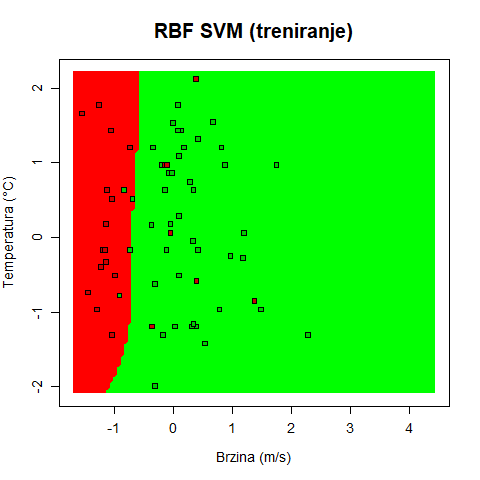 RBF SVM (treniranje)
2
1
0
-1
-2
Temperatura (°C)
-1 0 1 2 3 4
Brzina (m/s)